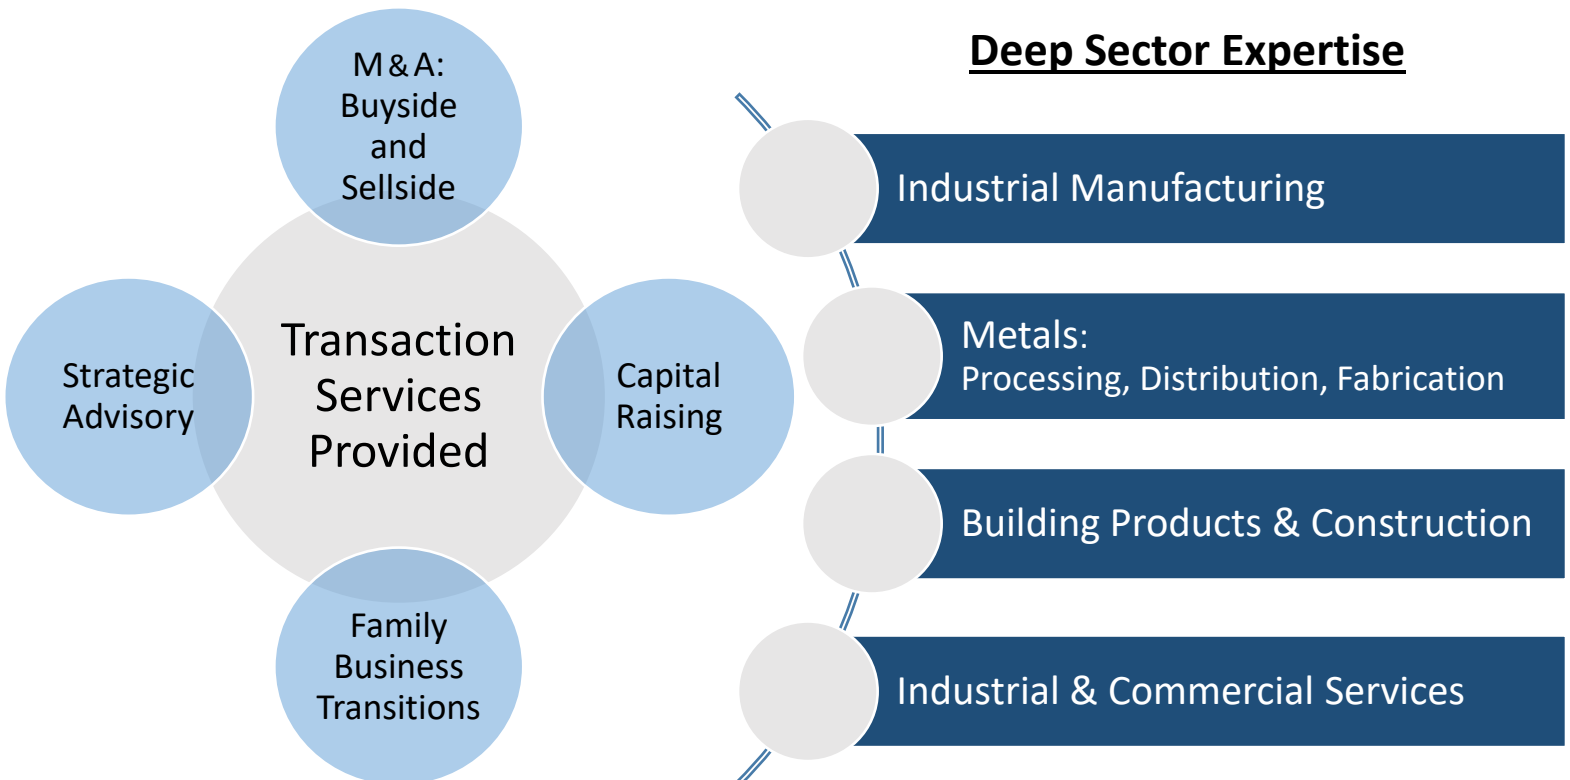 M & A:
Buyside
and
Sellside
Transaction
Services
Provided
Strategic
Advisory
Capital
Raising
Family
Business
Transitions
Deep Sector Expertise
Industrial Manufacturing
Metals:
Processing, Distribution, Fabrication
Building Products & Construction
Industrial & Commercial Services